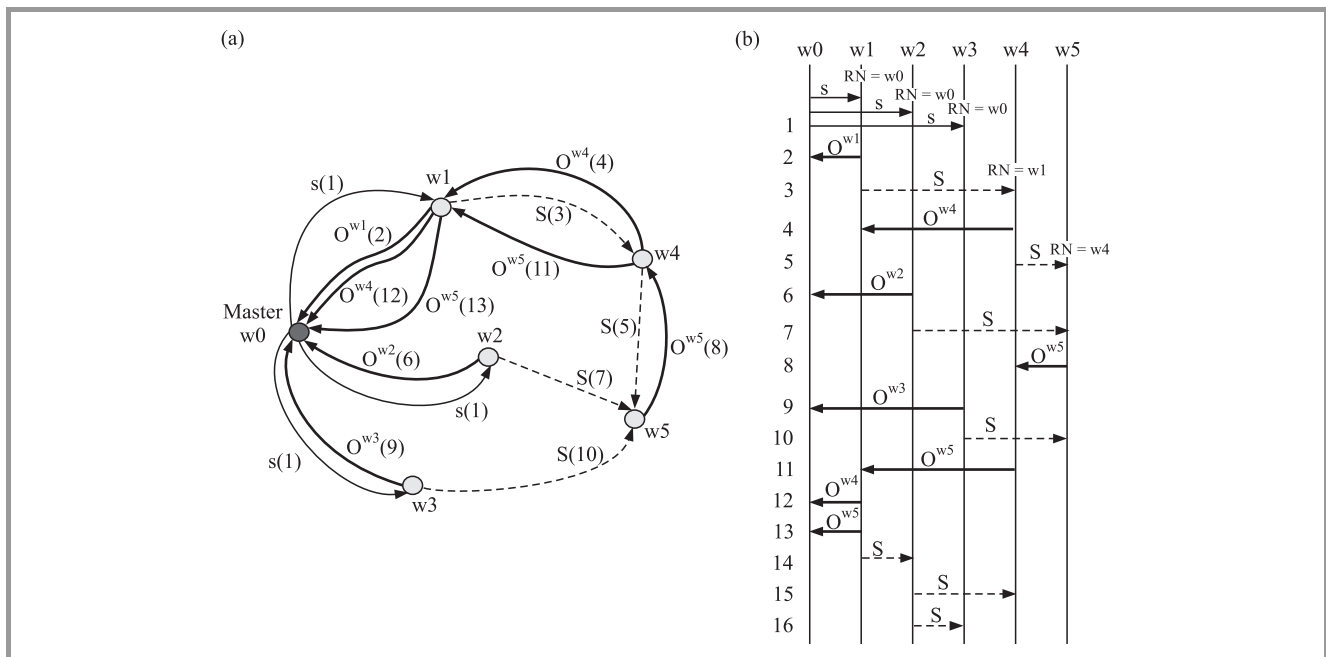 (a)
w1
O^w4(4)
s(1)
S(3)
O^w1(2)
w4
O^w5(11)
O^w4(12)
Master
w0
O^w5(13)
S(5)
w2
O^w5(8)
O^w2(6)
S(7)
s(1)
w5
O^w3(9)
s(1)
S(10)
w3
(b)
w0 w1 w2 w3 w4 w5
RN = w0
s
RN = w0
s
RN = w0
1 s
2 O^w1
RN = w1
3 S
4 O^w4
5 S RN = w4
6 O^w2
7 S
8 O^w5
9 O^w3
10 S
11 O^w5
12 O^w4
13 O^w5
14 S
15 S
16 S